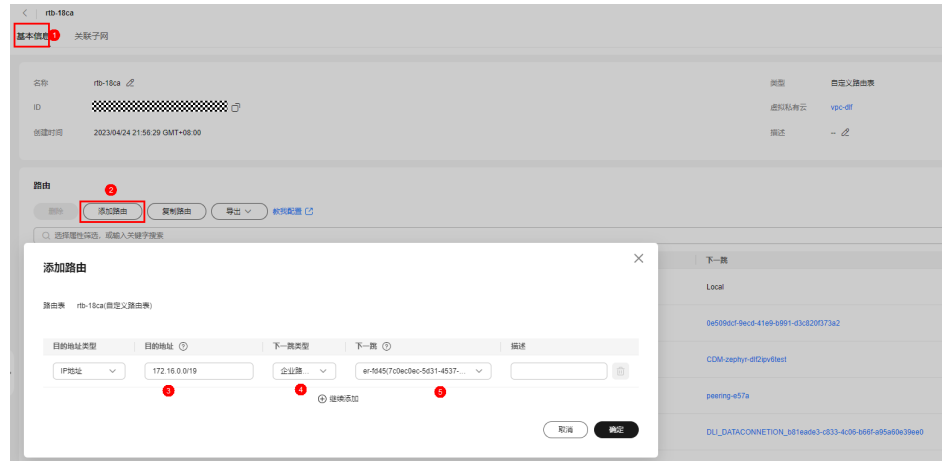 rtb-18ca
基本信息 1 关联子网
名称 rtb-18ca 类型 自定义路由表
ID 虚拟私有云 vpc-dlf
创建时间 2023/04/24 21:56:29 GMT+08:00 描述 –
路由
2
删除 添加路由 复制路由 导出 教我配置
选择属性筛选，或输入关键字搜索
添加路由
下一跳
路由表 rtb-18ca(自定义路由表)
Local
0e509dcf-9ecd-41e9-b991-d3c820f373a2
目的地址类型 目的地址 下一跳类型 下一跳 描述
CDM-zephyr-dlf2ipv6test
IP地址 172.16.0.0/19 企业路... er-fd45(7c0ec0ec-5d31-4537-...
3 4 5
继续添加
peering-e57a
取消 确定
DLI_DATACONNETION_b81eade3-c833-4c06-b66f-a95a60e39ee0